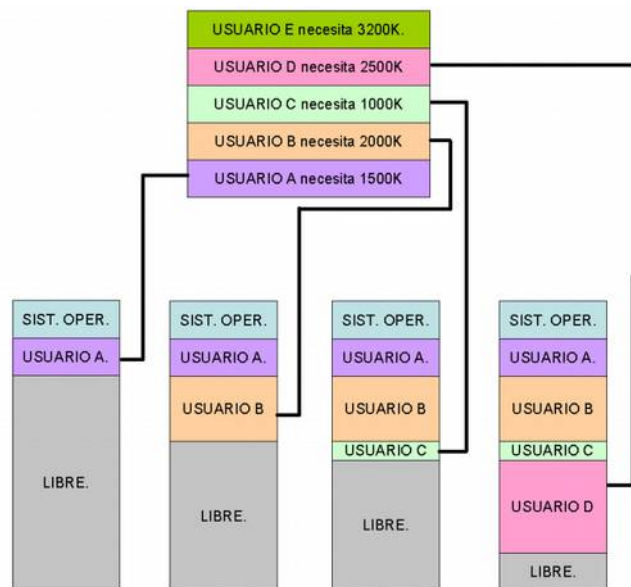 USUARIO E necesita 3200K.
USUARIO D necesita 2500K
USUARIO C necesita 1000K
USUARIO B necesita 2000K
USUARIO A necesita 1500K
SIST. OPER.
USUARIO A.
LIBRE.
SIST. OPER.
USUARIO A.
USUARIO B
LIBRE.
SIST. OPER.
USUARIO A.
USUARIO B
USUARIO C
LIBRE.
SIST. OPER.
USUARIO A.
USUARIO B
USUARIO C
USUARIO D
LIBRE.